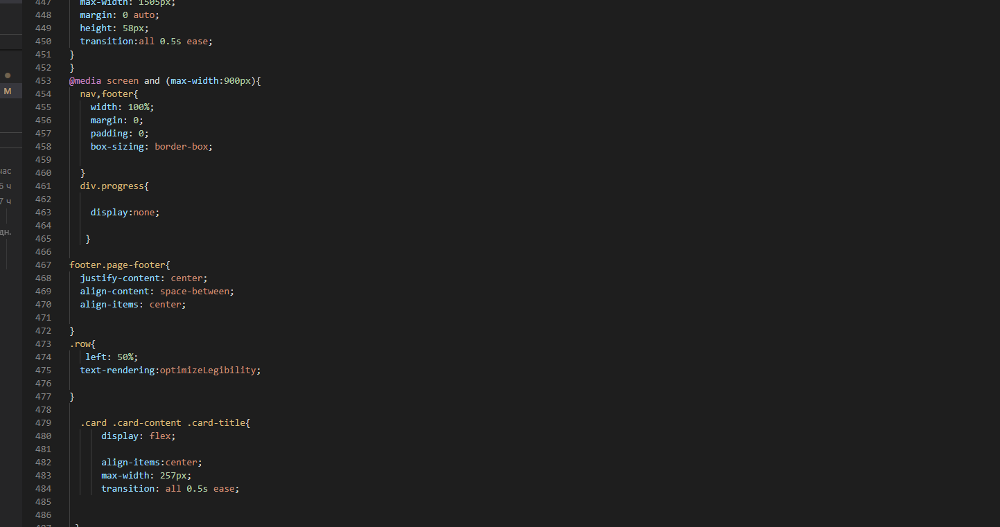 447 max-width: 1505px;
448 margin: 0 auto;
449 height: 58px;
450 transition:all 0.5s ease;
451 }
452 }
453 @media screen and (max-width:900px){
M 454 nav,footer{
455 width: 100%;
456 margin: 0;
457 padding: 0;
458 box-sizing: border-box;
459
час 460 }
6 ч 461 div.progress{
7 ч 462
463 display:none;
464
дн. 465 }
466
467 footer.page-footer{
468 justify-content: center;
469 align-content: space-between;
470 align-items: center;
471
472 }
473 .row{
474 left: 50%;
475 text-rendering:optimizeLegibility;
476
477 }
478
479 .card .card-content .card-title{
480 display: flex;
481
482 align-items:center;
483 max-width: 257px;
484 transition: all 0.5s ease;
485
486
487 }